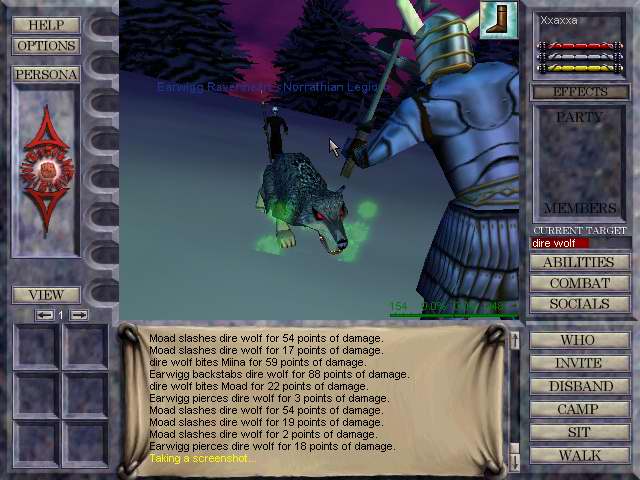 HELP
OPTIONS
PERSONA
VIEW
1
Earwigg Ravenheart Norrathian Legion
154
Moad slashes dire wolf for 54 points of damage.
Moad slashes dire wolf for 17 points of damage.
dire wolf bites Miina for 59 points of damage.
Earwigg backstabs dire wolf for 88 points of damage.
dire wolf bites Moad for 22 points of damage.
Earwigg pierces dire wolf for 3 points of damage.
Moad slashes dire wolf for 54 points of damage.
Moad slashes dire wolf for 19 points of damage.
Moad slashes dire wolf for 2 points of damage.
Earwigg pierces dire wolf for 18 points of damage.
Taking a screenshot...
Xxaxxa
EFFECTS
PARTY
MEMBERS
CURRENT TARGET
dire wolf
ABILITIES
COMBAT
SOCIALS
WHO
INVITE
DISBAND
CAMP
SIT
WALK